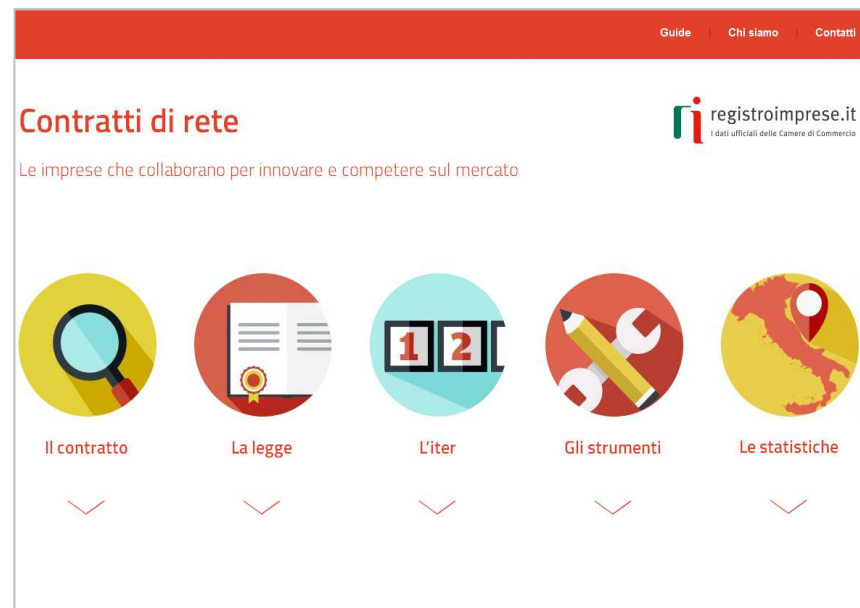 Guide | Chi siamo | Contatti
Contratti di rete
registroimprese.it
I dati ufficiali delle Camere di Commercio
Le imprese che collaborano per innovare e competere sul mercato
1 2
Il contratto
La legge
L'iter
Gli strumenti
Le statistiche